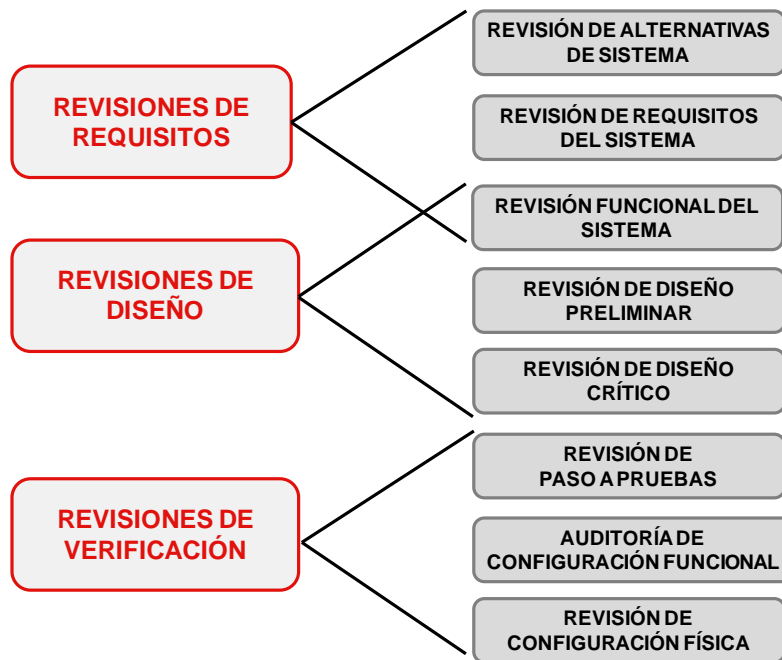 REVISIONES DE
REQUISITOS
REVISIÓN DE ALTERNATIVAS
DE SISTEMA
REVISIÓN DE REQUISITOS
DEL SISTEMA
REVISIÓN FUNCIONAL DEL
SISTEMA
REVISIONES DE
DISEÑO
REVISIÓN DE DISEÑO
PRELIMINAR
REVISIÓN DE DISEÑO
CRÍTICO
REVISIONES DE
VERIFICACIÓN
REVISIÓN DE
PASO A PRUEBAS
AUDITORÍA DE
CONFIGURACIÓN FUNCIONAL
REVISIÓN DE
CONFIGURACIÓN FÍSICA